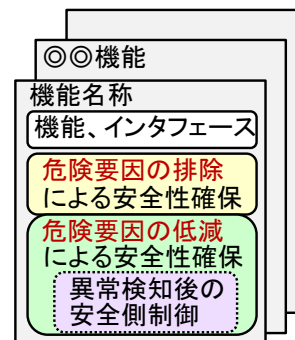 ◎◎機能
機能名称
機能、インタフェース
危険要因の排除
による安全性確保
危険要因の低減
による安全性確保
異常検知後の
安全側制御